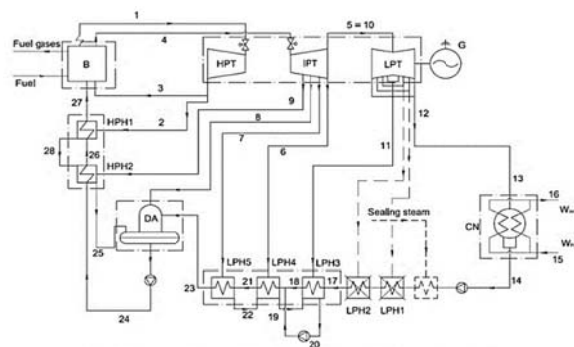 1
4
5 = 10
Fuel gases
B
HPT
IPT
LPT
G
Fuel
3
27
9
12
HPH1
2
8
7
28
26
6
11
HPH2
13
16
DA
Sealing steam
CN
25
15
LPH5
LPH4
LPH3
14
23
21
18
17
24
22
19
LPH2
LPH1
20